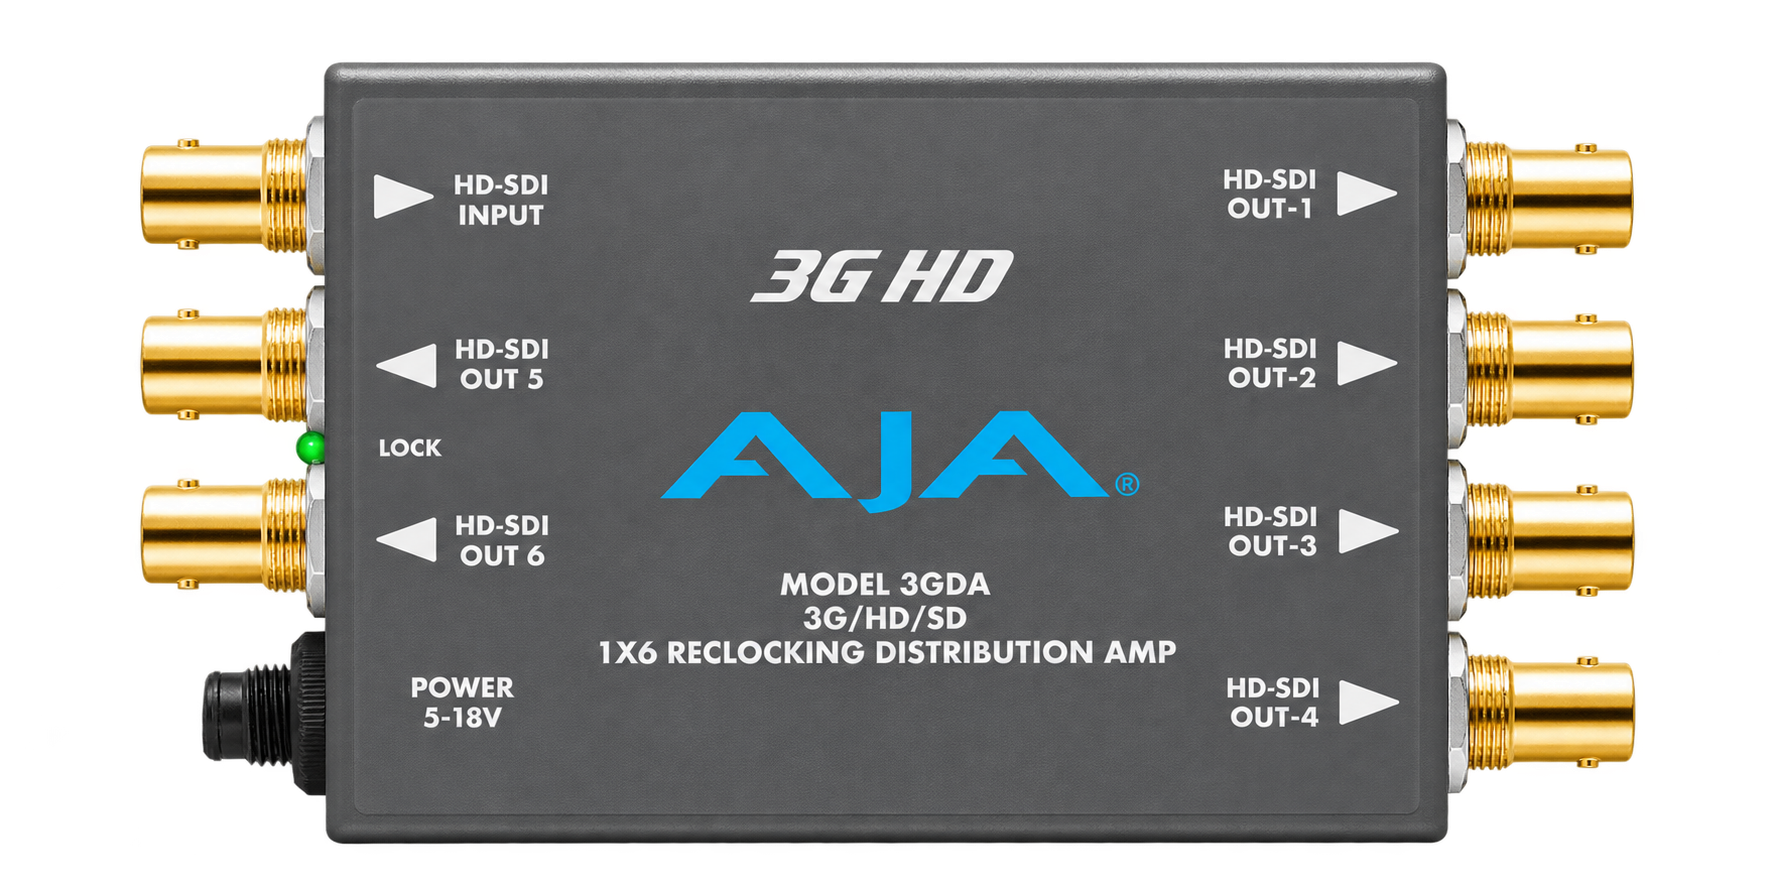 HD-SDI
INPUT
HD-SDI
OUT 5
LOCK
HD-SDI
OUT 6
POWER
5-18V
3G HD
AJA®
MODEL 3GDA
3G/HD/SD
1X6 RECLOCKING DISTRIBUTION AMP
HD-SDI
OUT-1
HD-SDI
OUT-2
HD-SDI
OUT-3
HD-SDI
OUT-4